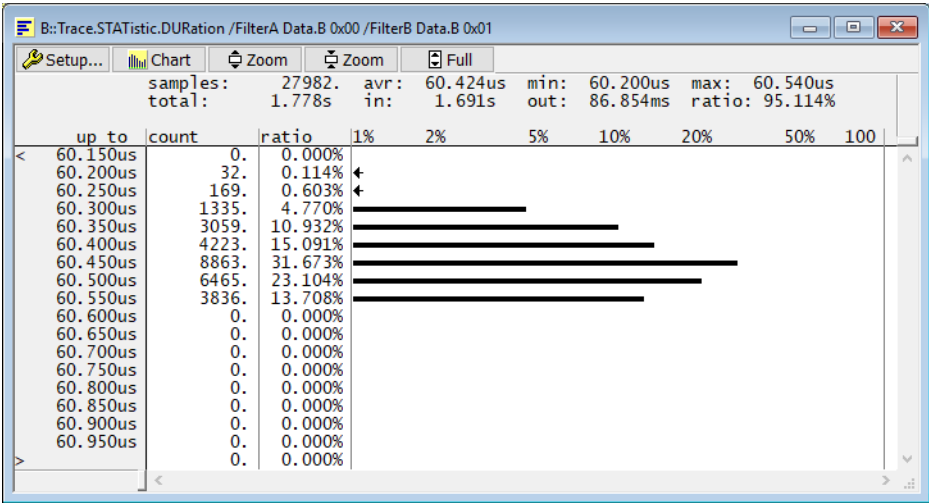 B::Trace.STATistic.DURation /FilterA Data.B 0x00 /FilterB Data.B 0x01
Setup... Chart Zoom Zoom Full
samples: 27982. avr: 60.424us min: 60.200us max: 60.540us
total: 1.778s in: 1.691s out: 86.854ms ratio: 95.114%
up to count ratio 1% 2% 5% 10% 20% 50% 100
< 60.150us 0. 0.000%
60.200us 32. 0.114%
60.250us 169. 0.603%
60.300us 1335. 4.770%
60.350us 3059. 10.932%
60.400us 4223. 15.091%
60.450us 8863. 31.673%
60.500us 6465. 23.104%
60.550us 3836. 13.708%
60.600us 0. 0.000%
60.650us 0. 0.000%
60.700us 0. 0.000%
60.750us 0. 0.000%
60.800us 0. 0.000%
60.850us 0. 0.000%
60.900us 0. 0.000%
60.950us 0. 0.000%
> 0. 0.000%